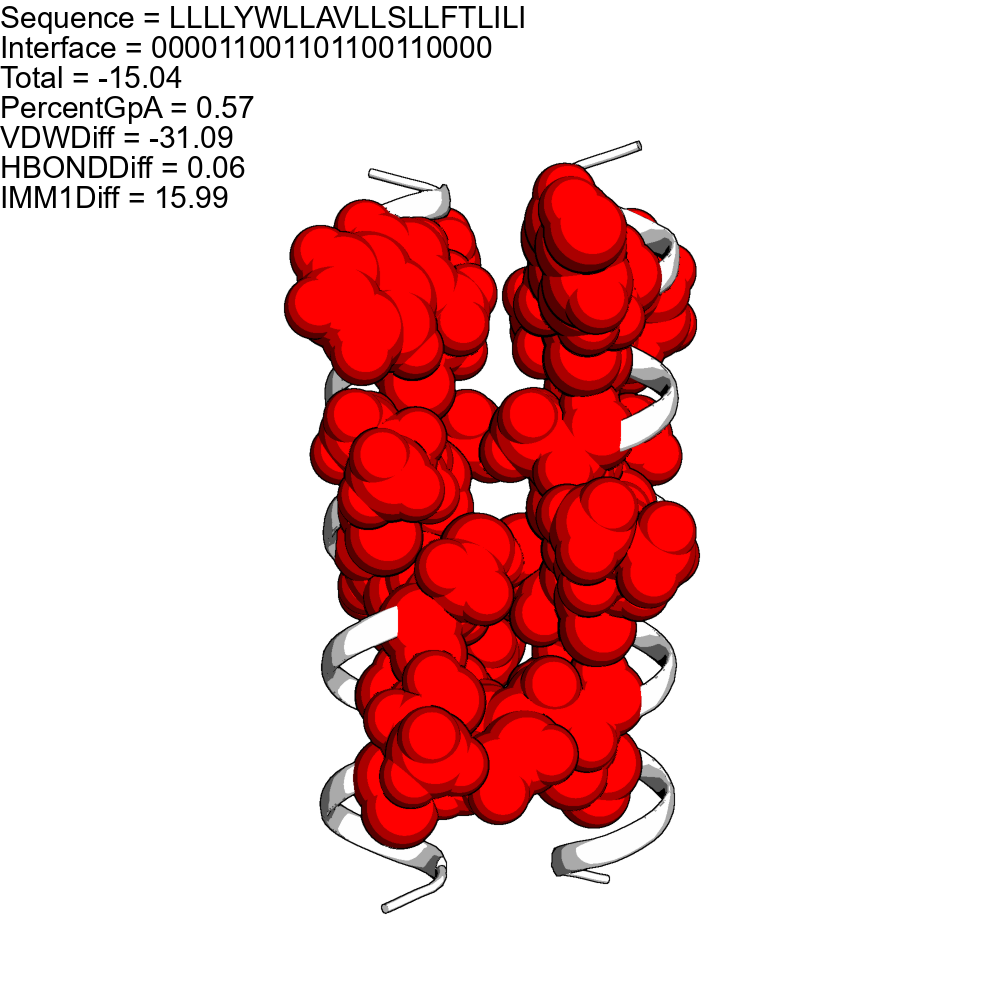 Sequence = LLLLYWLLAVLLSLLFTLILI
Interface = 000011001101100110000
Total = -15.04
PercentGpA = 0.57
VDWDiff = -31.09
HBONDDiff = 0.06
IMM1Diff = 15.99